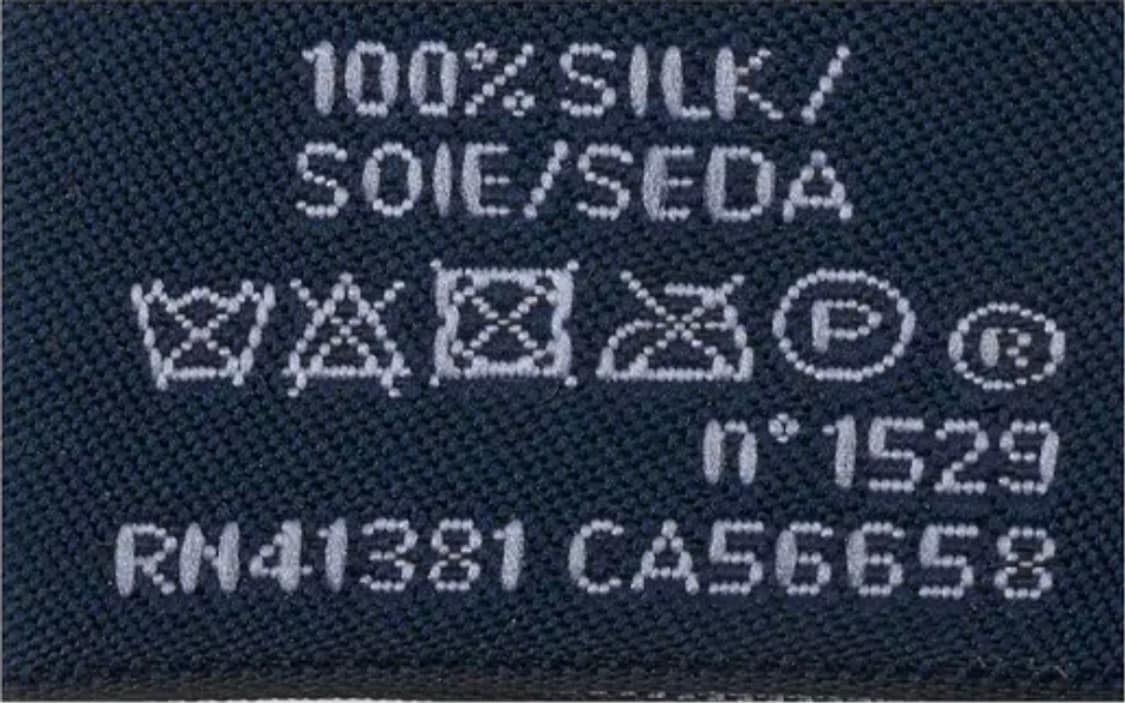 100% SILK/
SOIE/SEDA
P ®
n°1529
RN41381 CA56658